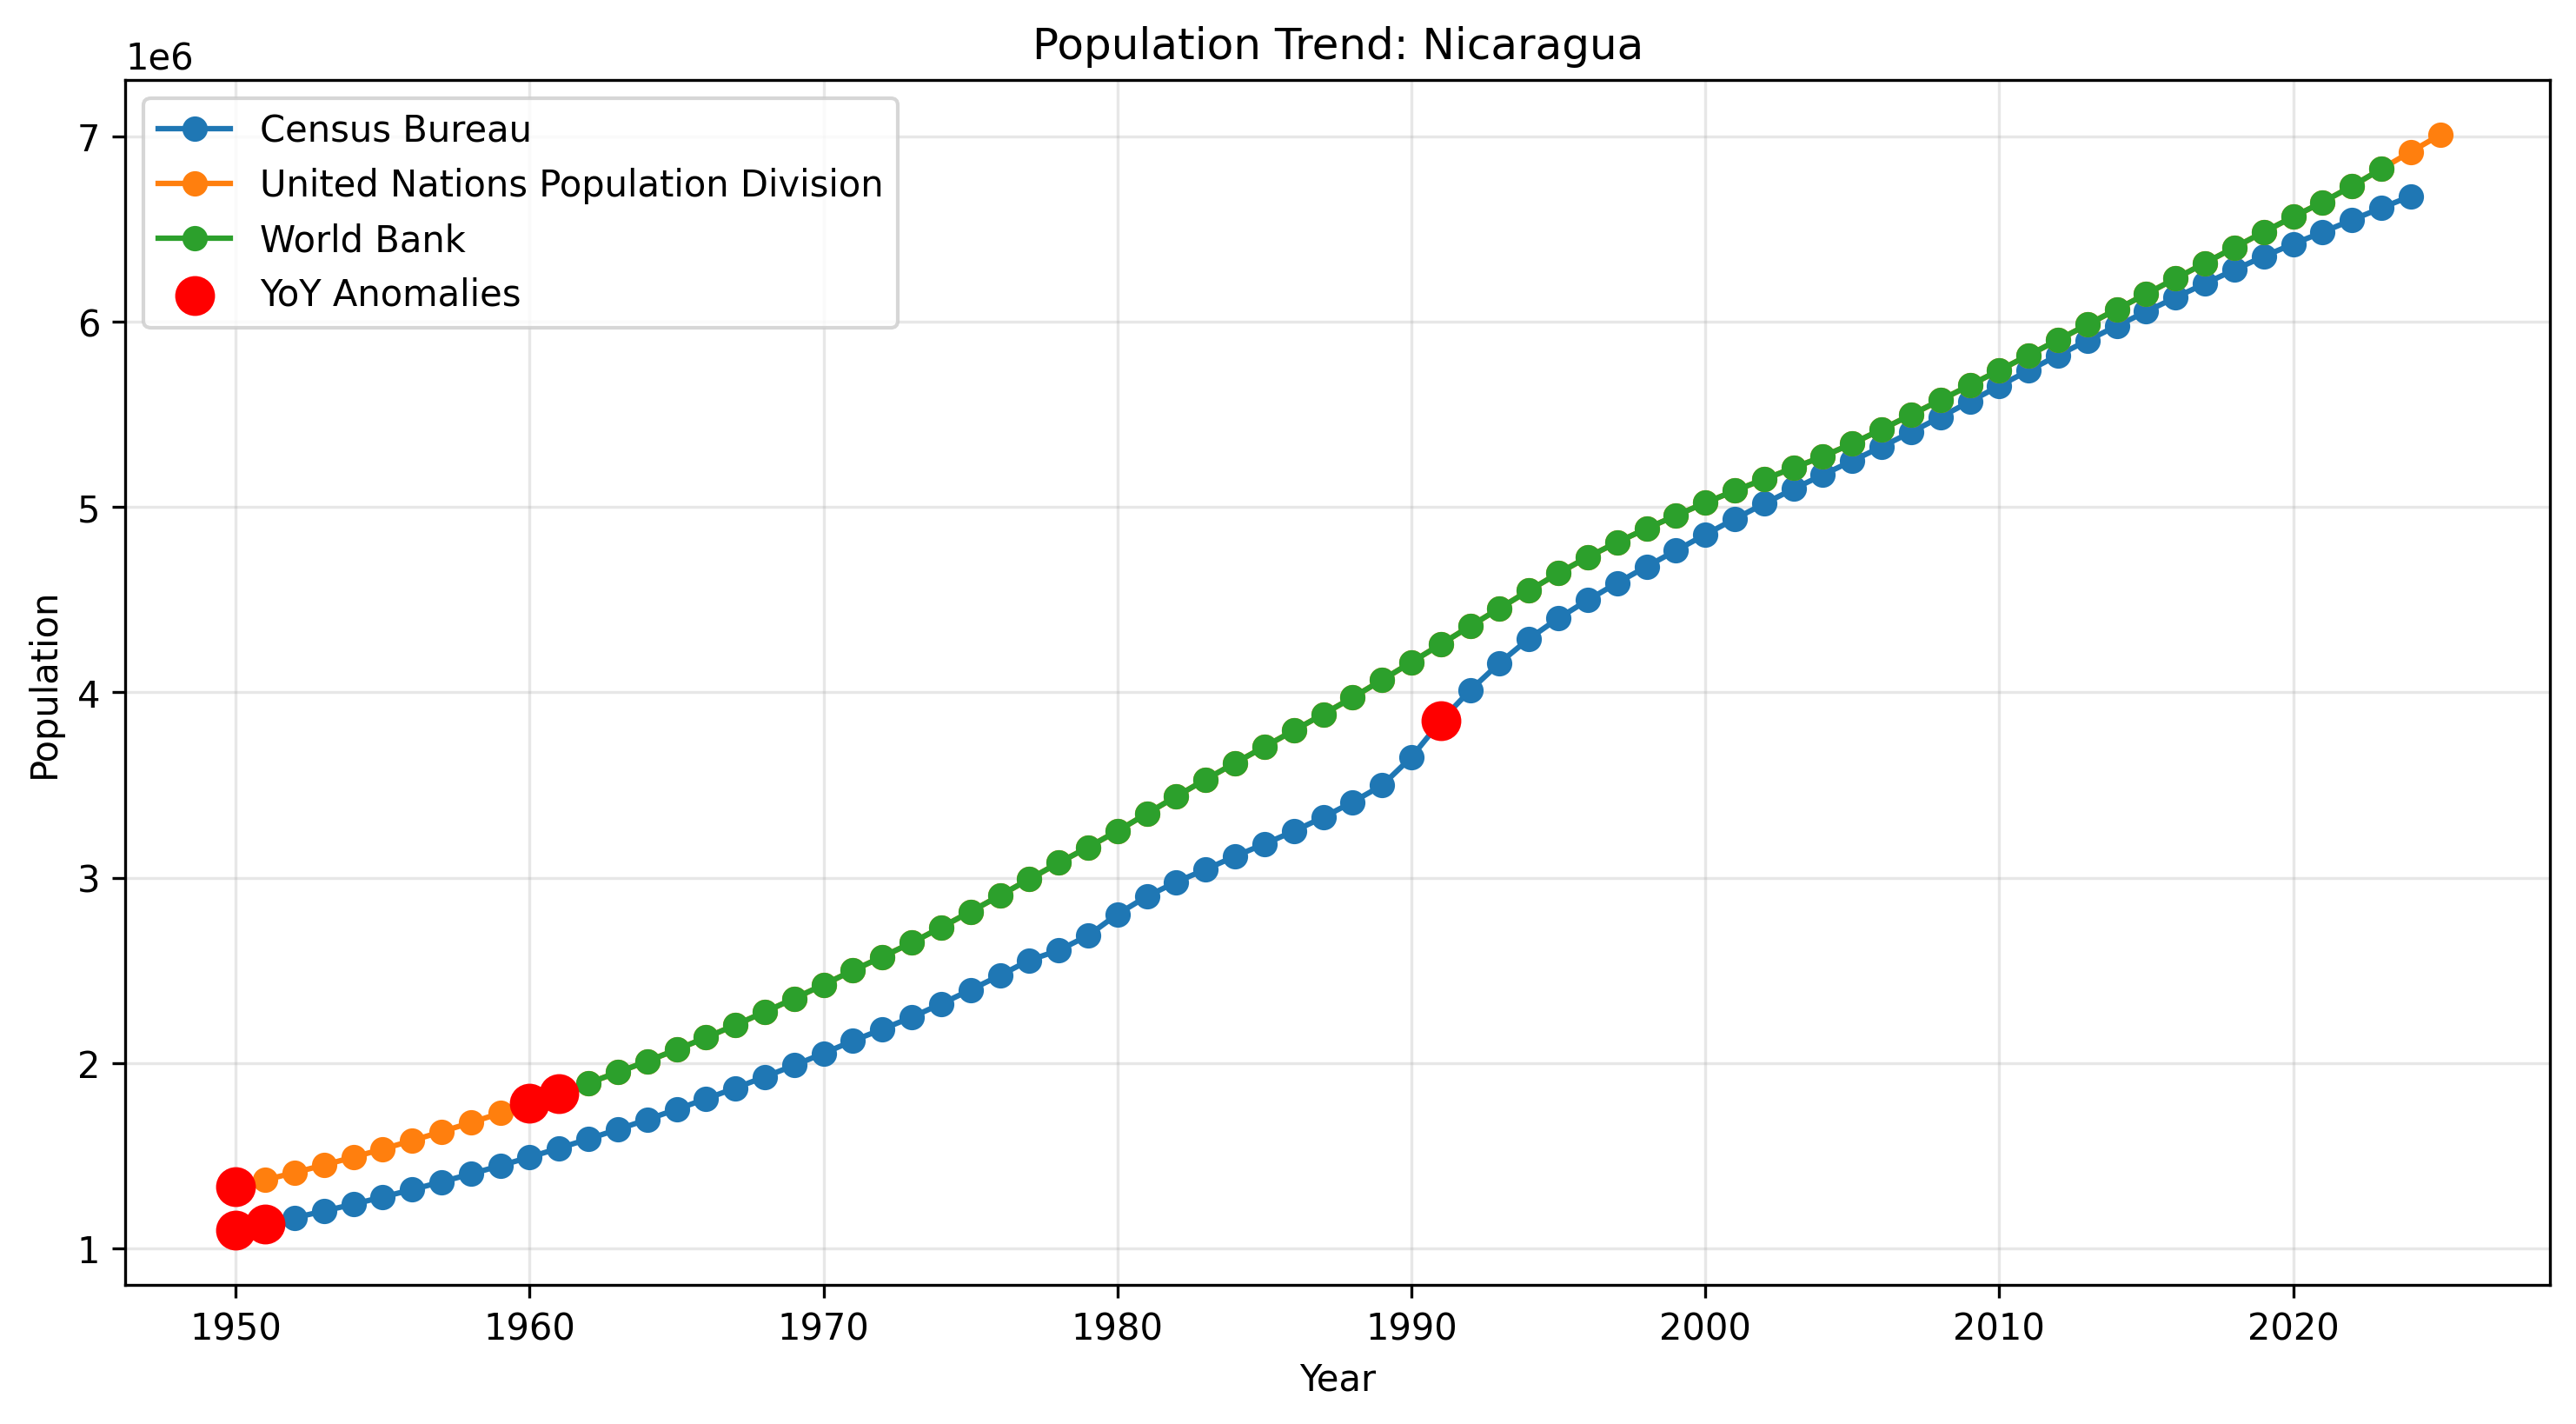 Population Trend: Nicaragua
1e6
Census Bureau
United Nations Population Division
World Bank
YoY Anomalies
7
6
5
4
3
2
1
Population
1950 1960 1970 1980 1990 2000 2010 2020
Year